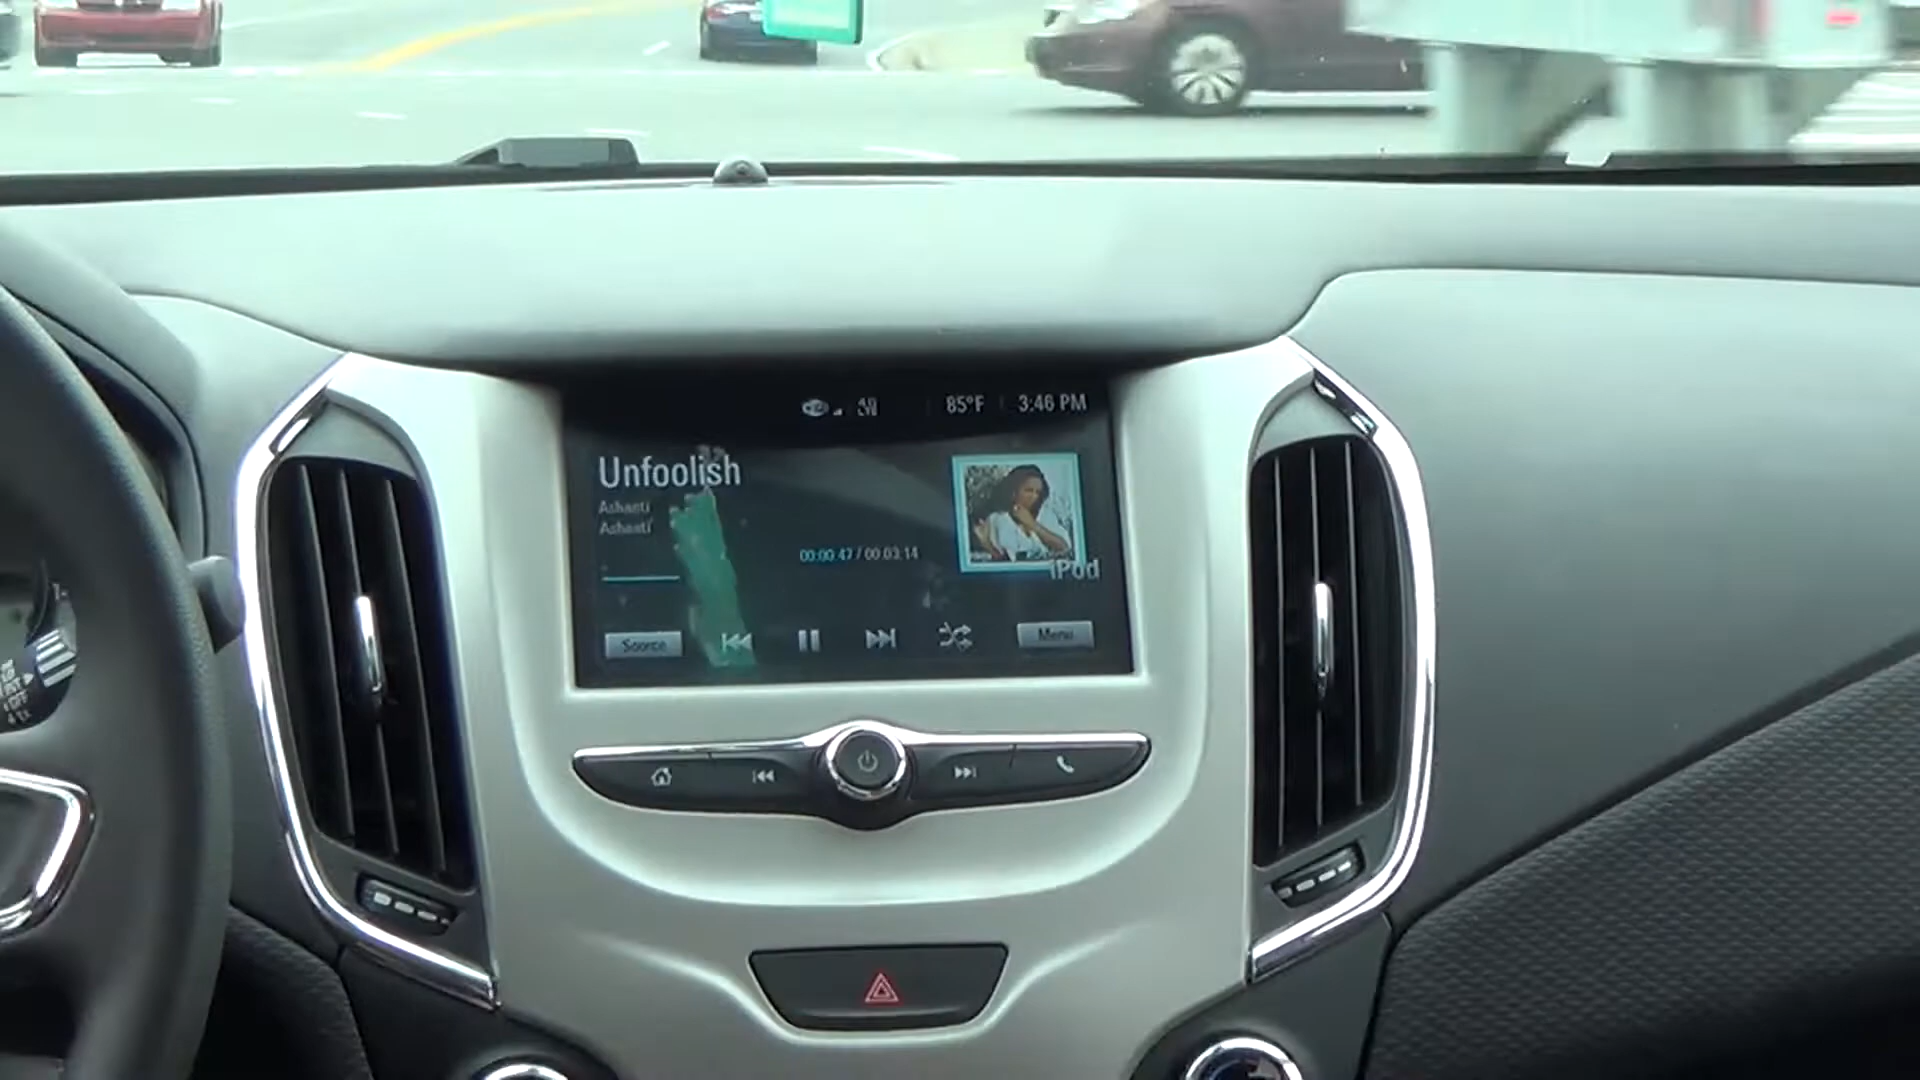 85°F 3:46 PM
Unfoolish
Ashanti
Ashanti
00:00:47 / 00:03:14
iPod
Source
Menu